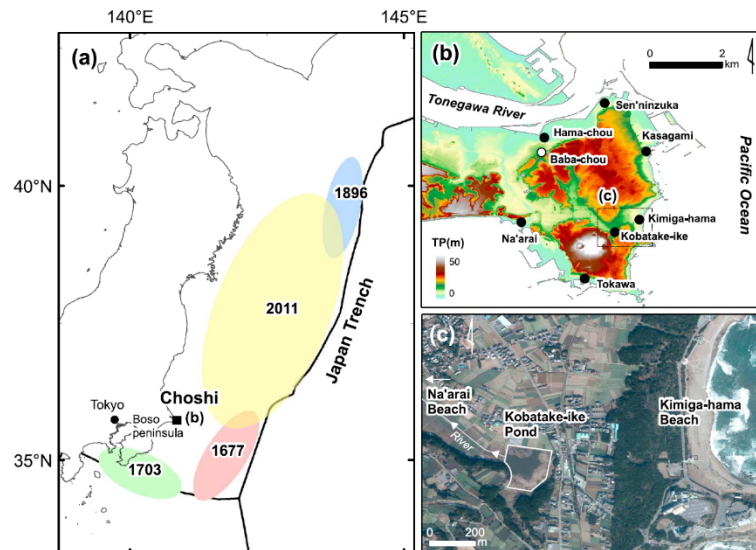 140°E
145°E
(a)
40°N
35°N
1896
2011
1677
1703
Japan Trench
Choshi
(b)
Tokyo
Boso
peninsula
(b)
0 2
km
Tonegawa River
Sen'ninzuka
Hama-chou
Kasagami
Baba-chou
(c)
Kimiga-hama
Kobatake-ike
Na'arai
Tokawa
TP(m)
50
0
Pacific Ocean
(c)
Na'arai
Beach
Kobatake-ike
Pond
Kimiga-hama
Beach
River
0 200
m